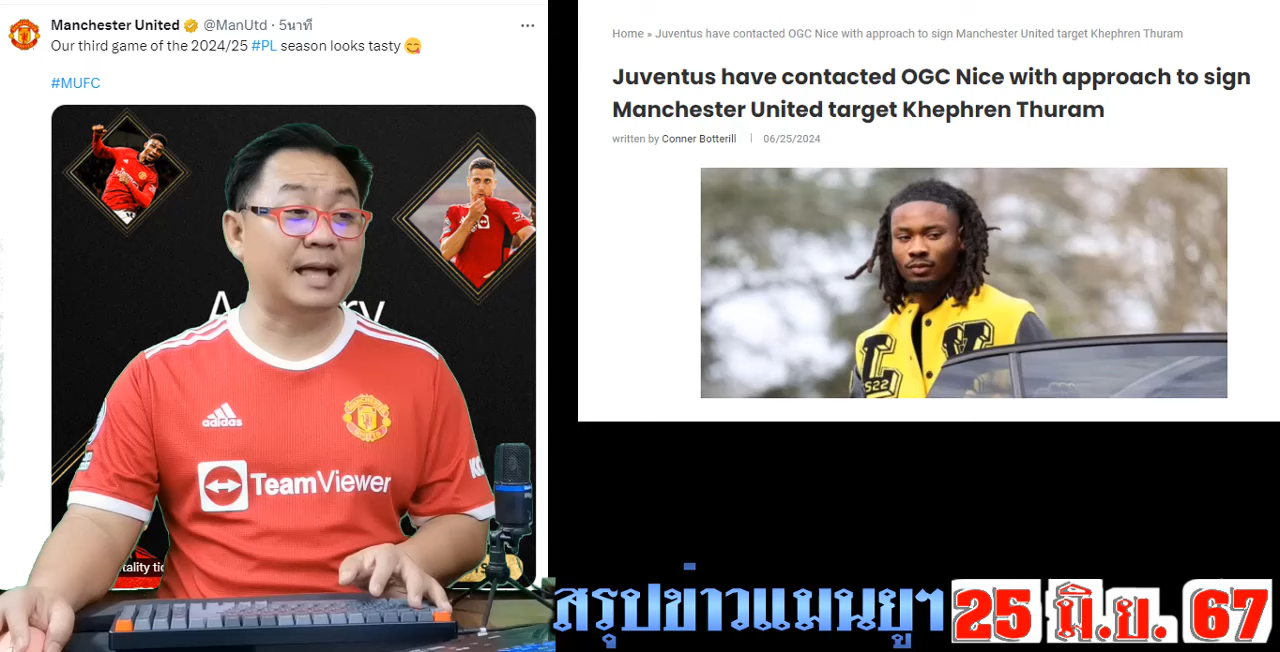 Manchester United @ManUtd · 5นาที
Our third game of the 2024/25 #PL season looks tasty 😋
#MUFC
adidas
TeamViewer
Home » Juventus have contacted OGC Nice with approach to sign Manchester United target Khephren Thuram
Juventus have contacted OGC Nice with approach to sign
Manchester United target Khephren Thuram
written by Conner Botterill | 06/25/2024
S22
สรุปข่าวแมนยูฯ 25 มิ.ย. 67